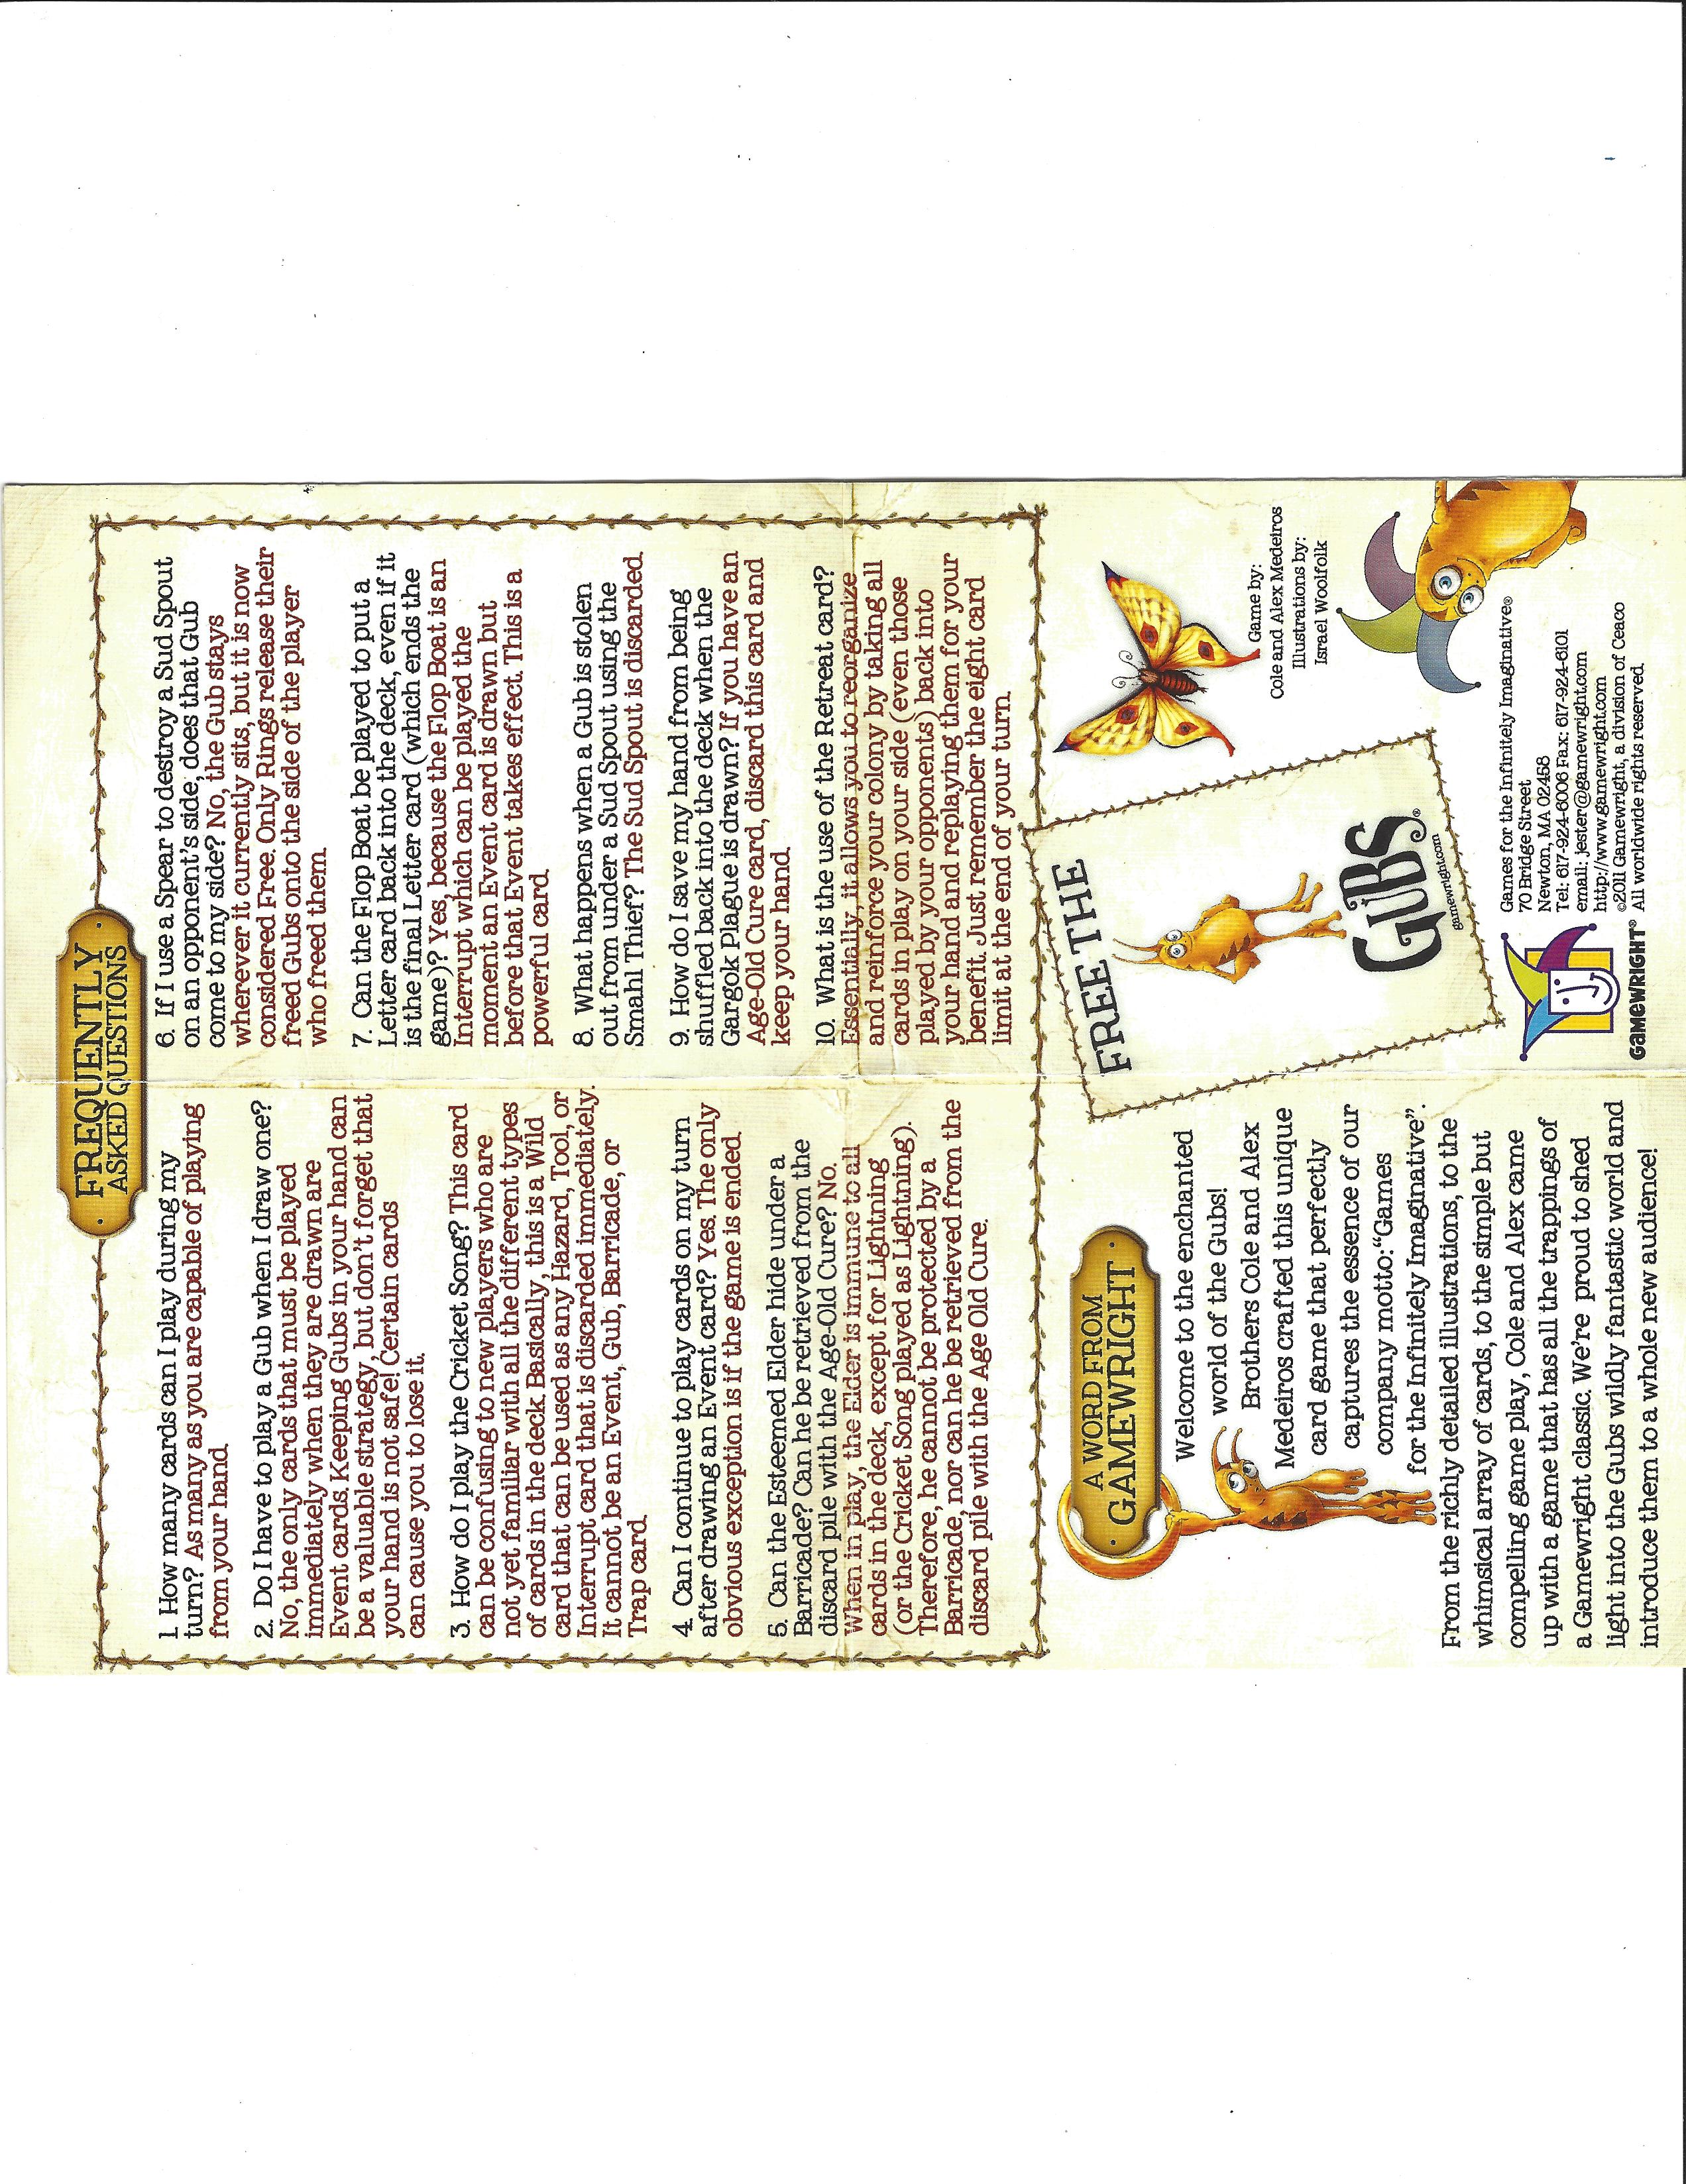 FREQUENTLY
ASKED QUESTIONS
1. How many cards can I play during my
turn? As many as you are capable of playing
from your hand.
2. Do I have to play a Gub when I draw one?
No, the only cards that must be played
immediately when they are drawn are
Event cards. Keeping Gubs in your hand can
be a valuable strategy, but don't forget that
your hand is not safe! Certain cards
can cause you to lose it.
3. How do I play the Cricket Song? This card
can be confusing to new players who are
not yet familiar with all the different types
of cards in the deck. Basically, this is a Wild
card that can be used as any Hazard, Tool, or
Interrupt card that is discarded immediately.
It cannot be an Event, Gub, Barricade, or
Trap card.
4. Can I continue to play cards on my turn
after drawing an Event card? Yes. The only
obvious exception is if the game is ended.
5. Can the Esteemed Elder hide under a
Barricade? Can he be retrieved from the
discard pile with the Age-Old Cure? No.
When in play, the Elder is immune to all
cards in the deck, except for Lightning
(or the Cricket Song played as Lightning).
Therefore, he cannot be protected by a
Barricade, nor can he be retrieved from the
discard pile with the Age Old Cure.
6. If I use a Spear to destroy a Sud Spout
on an opponent's side, does that Gub
come to my side? No, the Gub stays
wherever it currently sits, but it is now
considered Free. Only Rings release their
freed Gubs onto the side of the player
who freed them.
7. Can the Flop Boat be played to put a
Letter card back into the deck, even if it
is the final Letter card (which ends the
game)? Yes, because the Flop Boat is an
Interrupt which can be played the
moment an Event card is drawn but
before that Event takes effect. This is a
powerful card.
8. What happens when a Gub is stolen
out from under a Sud Spout using the
Smahl Thief? The Sud Spout is discarded.
9. How do I save my hand from being
shuffled back into the deck when the
Gargok Plague is drawn? If you have an
Age-Old Cure card, discard this card and
keep your hand.
10. What is the use of the Retreat card?
Essentially, it allows you to reorganize
and reinforce your colony by taking all
cards in play on your side (even those
played by your opponents) back into
your hand and replaying them for your
benefit. Just remember the eight card
limit at the end of your turn.
A WORD FROM
GAMEWRIGHT
Welcome to the enchanted
world of the Gubs!
Brothers Cole and Alex
Medeiros crafted this unique
card game that perfectly
captures the essence of our
company motto: "Games
for the Infinitely Imaginative".
From the richly detailed illustrations, to the
whimsical array of cards, to the simple but
compelling game play, Cole and Alex came
up with a game that has all the trappings of
a Gamewright classic. We're proud to shed
light into the Gubs wildly fantastic world and
introduce them to a whole new audience!
FREE THE
GUBS®
gamewright.com
Game by:
Cole and Alex Medeiros
Illustrations by:
Israel Woolfolk
GAMEWRIGHT®
Games for the Infinitely Imaginative®
70 Bridge Street
Newton, MA 02458
Tel: 617-924-6006 Fax: 617-924-6101
email: jester@gamewright.com
http://www.gamewright.com
©2011 Gamewright, a division of Ceaco
All worldwide rights reserved.